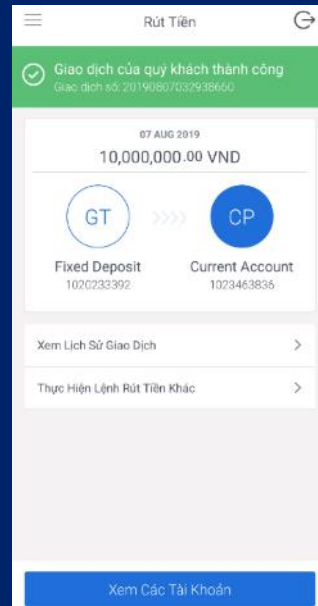 Rút Tiền
Giao dịch của quý khách thành công
Giao dịch số: 20190807032938660
07 AUG 2019
10,000,000.00 VND
GT
CP
Fixed Deposit
Current Account
1020233392
1023463836
Xem Lịch Sử Giao Dịch
Thực Hiện Lệnh Rút Tiền Khác
Xem Các Tài Khoản